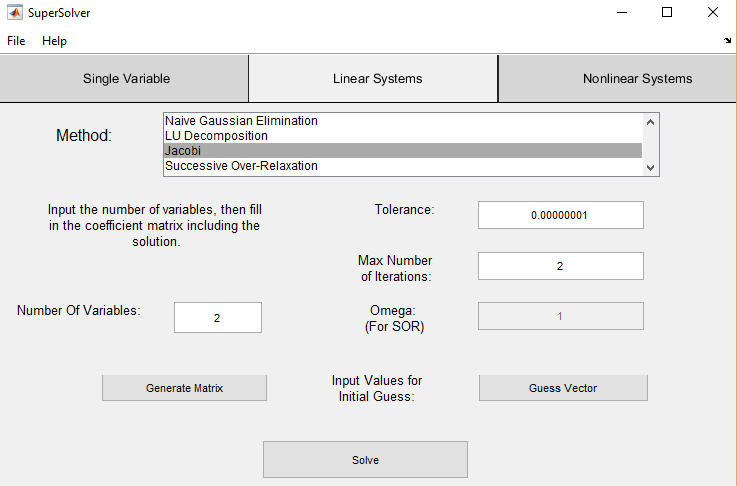 SuperSolver
File Help
Single Variable Linear Systems Nonlinear Systems
Method:
Naive Gaussian Elimination
LU Decomposition
Jacobi
Successive Over-Relaxation
Input the number of variables, then fill
in the coefficient matrix including the
solution.
Tolerance:
0.00000001
Max Number
of Iterations:
2
Number Of Variables:
2
Omega:
(For SOR)
1
Generate Matrix
Input Values for
Initial Guess:
Guess Vector
Solve